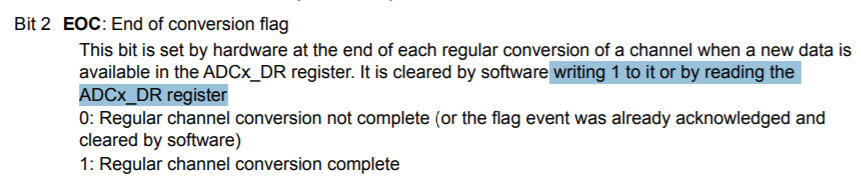 Bit 2 EOC: End of conversion flag
This bit is set by hardware at the end of each regular conversion of a channel when a new data is
available in the ADCx_DR register. It is cleared by software writing 1 to it or by reading the
ADCx_DR register
0: Regular channel conversion not complete (or the flag event was already acknowledged and
cleared by software)
1: Regular channel conversion complete